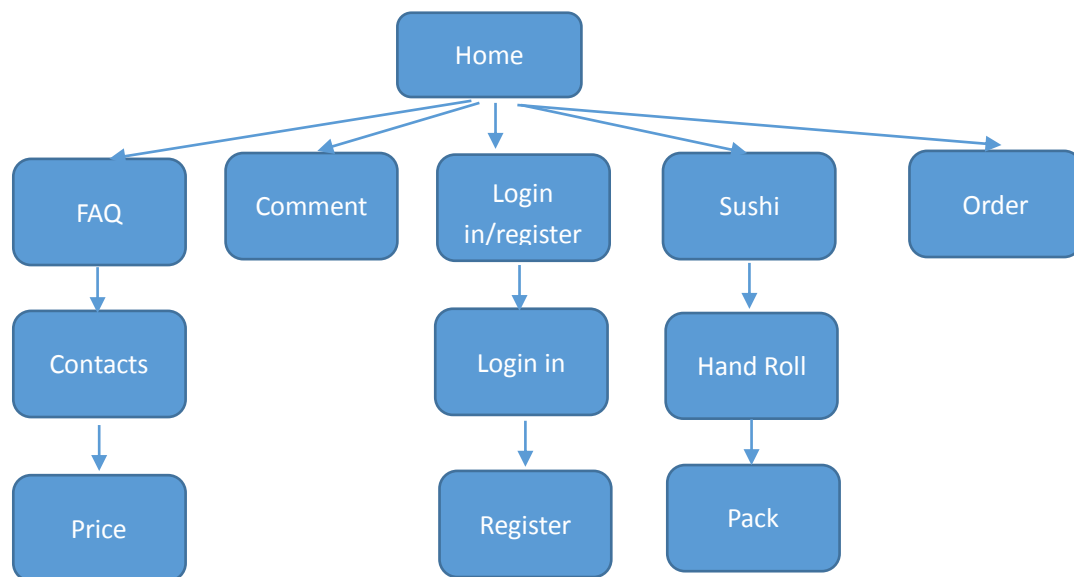 Home
FAQ
Comment
Login
in/register
Sushi
Order
Contacts
Login in
Hand Roll
Price
Register
Pack